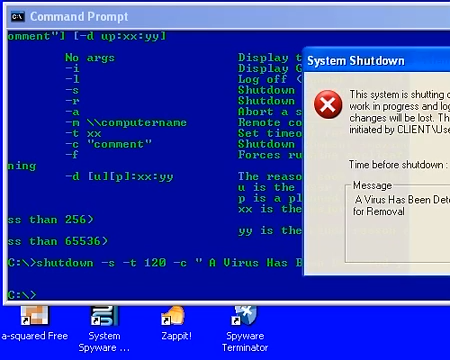 Command Prompt
omment"] [-d up:xx:yy]
No args Display t
-i Display G
-l Log off (
-s Shutdown
-r Shutdown
-a Abort a s
-m \\computername Remote co
-t xx Set timeo
-c "comment" Shutdown
-f Forces ru
ning
-d [u][p]:xx:yy The reaso
u is the
p is a pl
xx is the
ss than 256)
yy is the
ss than 65536)
C:\>shutdown -s -t 120 -c " A Virus Has B
C:\>
System Shutdown
This system is shutting
work in progress and log
changes will be lost. Th
initiated by CLIENT\Use
Time before shutdown :
Message
A Virus Has Been Dete
for Removal
a-squared Free
System
Spyware ...
Zappit!
Spyware
Terminator